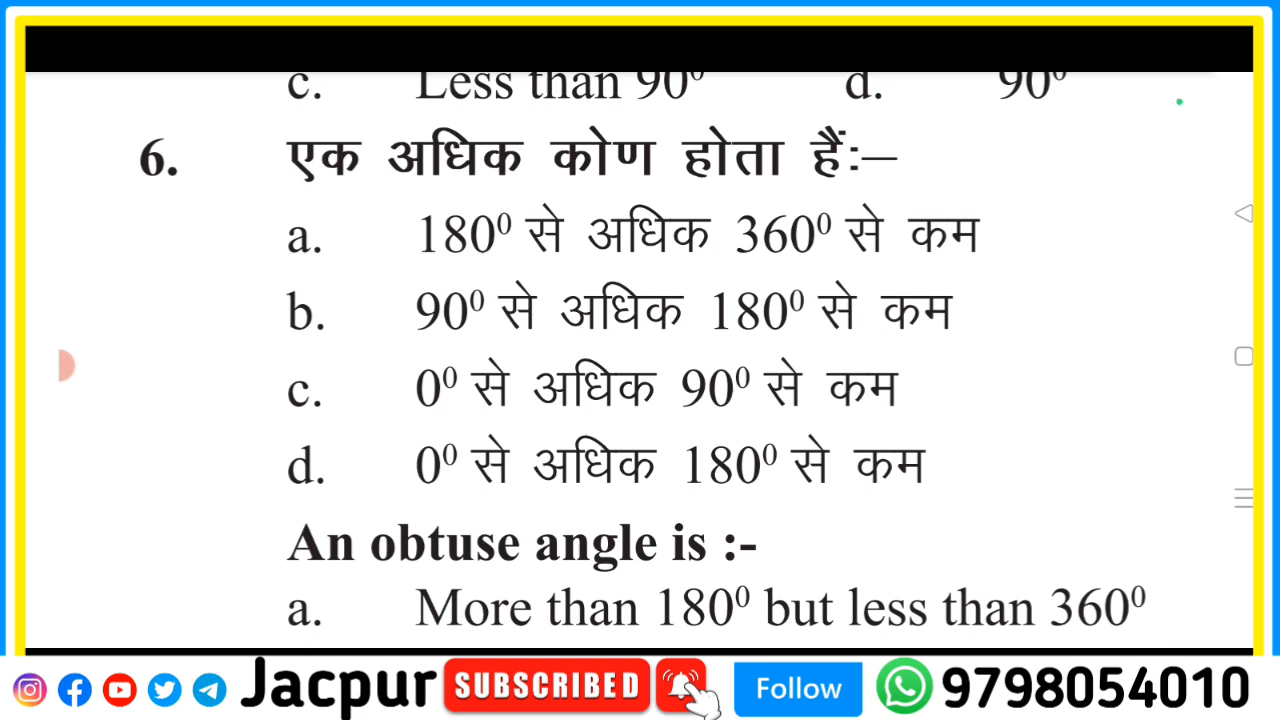 c. Less than 90⁰ d. 90⁰
6. एक अधिक कोण होता हैंः–
a. 180⁰ से अधिक 360⁰ से कम
b. 90⁰ से अधिक 180⁰ से कम
c. 0⁰ से अधिक 90⁰ से कम
d. 0⁰ से अधिक 180⁰ से कम
An obtuse angle is :-
a. More than 180⁰ but less than 360⁰
Jacpur SUBSCRIBED Follow 9798054010